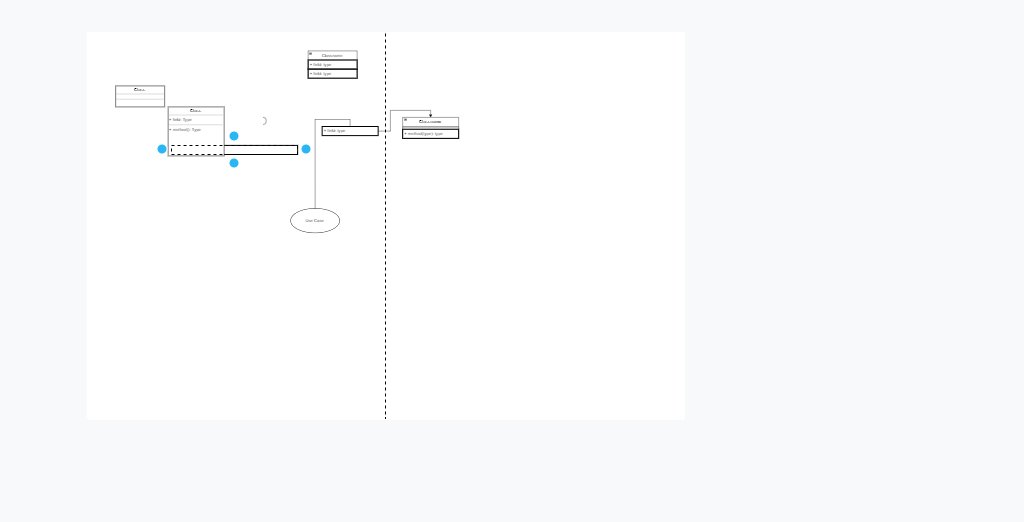 Classname
+ field: type
+ field: type
Class
Class
+ field: Type
+ method(): Type
+ field: type
Classname
+ method(type): type
Use Case